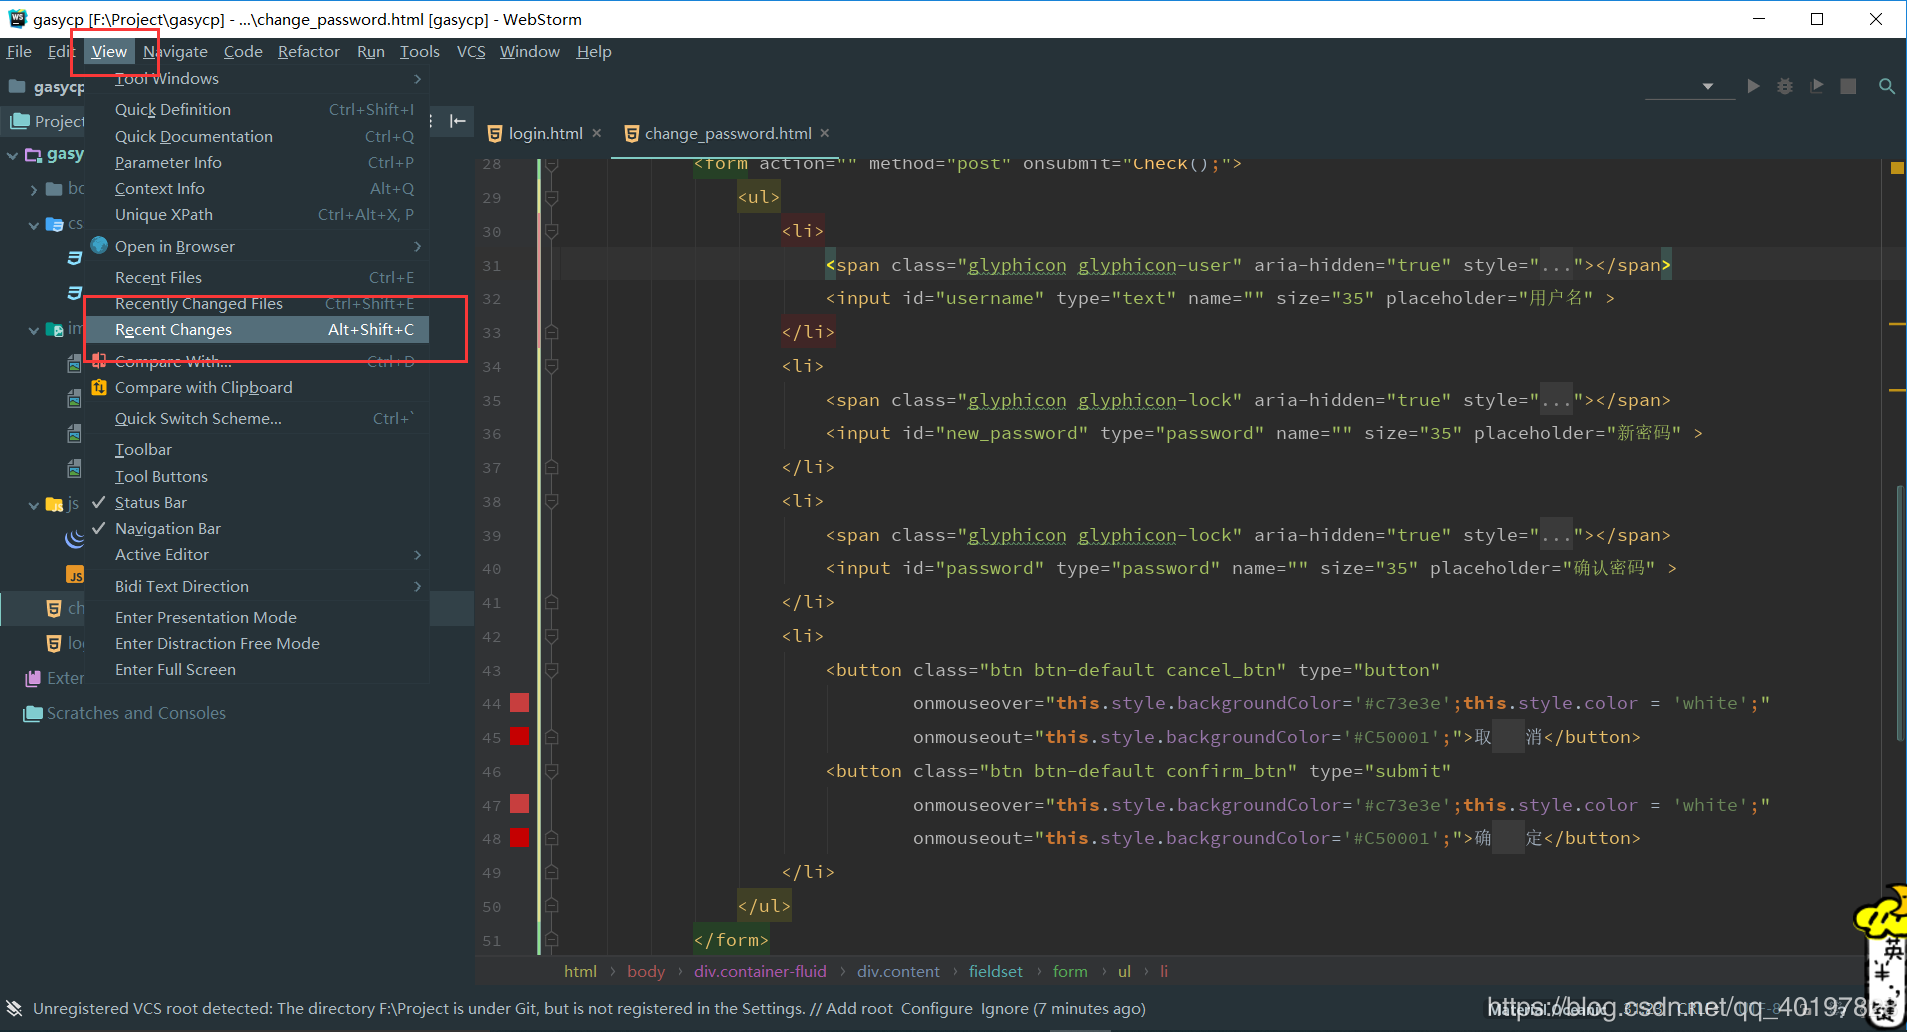 gasycp [F:\Project\gasycp] - ...\change_password.html [gasycp] - WebStorm
File Edit View Navigate Code Refactor Run Tools VCS Window Help
gasycp
Project
gasy
Exter
Scratches and Consoles
Tool Windows
Quick Definition Ctrl+Shift+I
Quick Documentation Ctrl+Q
Parameter Info Ctrl+P
Context Info Alt+Q
Unique XPath Ctrl+Alt+X, P
Open in Browser
Recent Files Ctrl+E
Recently Changed Files Ctrl+Shift+E
Recent Changes Alt+Shift+C
Compare With... Ctrl+D
Compare with Clipboard
Quick Switch Scheme... Ctrl+`
Toolbar
Tool Buttons
Status Bar
Navigation Bar
Active Editor
Bidi Text Direction
Enter Presentation Mode
Enter Distraction Free Mode
Enter Full Screen
login.html change_password.html
28 <form action="" method="post" onsubmit="Check();">
29 <ul>
30 <li>
31 <span class="glyphicon glyphicon-user" aria-hidden="true" style="..."></span>
32 <input id="username" type="text" name="" size="35" placeholder="用户名" >
33 </li>
34 <li>
35 <span class="glyphicon glyphicon-lock" aria-hidden="true" style="..."></span>
36 <input id="new_password" type="password" name="" size="35" placeholder="新密码" >
37 </li>
38 <li>
39 <span class="glyphicon glyphicon-lock" aria-hidden="true" style="..."></span>
40 <input id="password" type="password" name="" size="35" placeholder="确认密码" >
41 </li>
42 <li>
43 <button class="btn btn-default cancel_btn" type="button"
44 onmouseover="this.style.backgroundColor='#c73e3e';this.style.color = 'white';"
45 onmouseout="this.style.backgroundColor='#C50001';">取 消</button>
46 <button class="btn btn-default confirm_btn" type="submit"
47 onmouseover="this.style.backgroundColor='#c73e3e';this.style.color = 'white';"
48 onmouseout="this.style.backgroundColor='#C50001';">确 定</button>
49 </li>
50 </ul>
51 </form>
html › body › div.container-fluid › div.content › fieldset › form › ul › li
英
Unregistered VCS root detected: The directory F:\Project is under Git, but is not registered in the Settings. // Add root Configure Ignore (7 minutes ago)
Material Oceanic